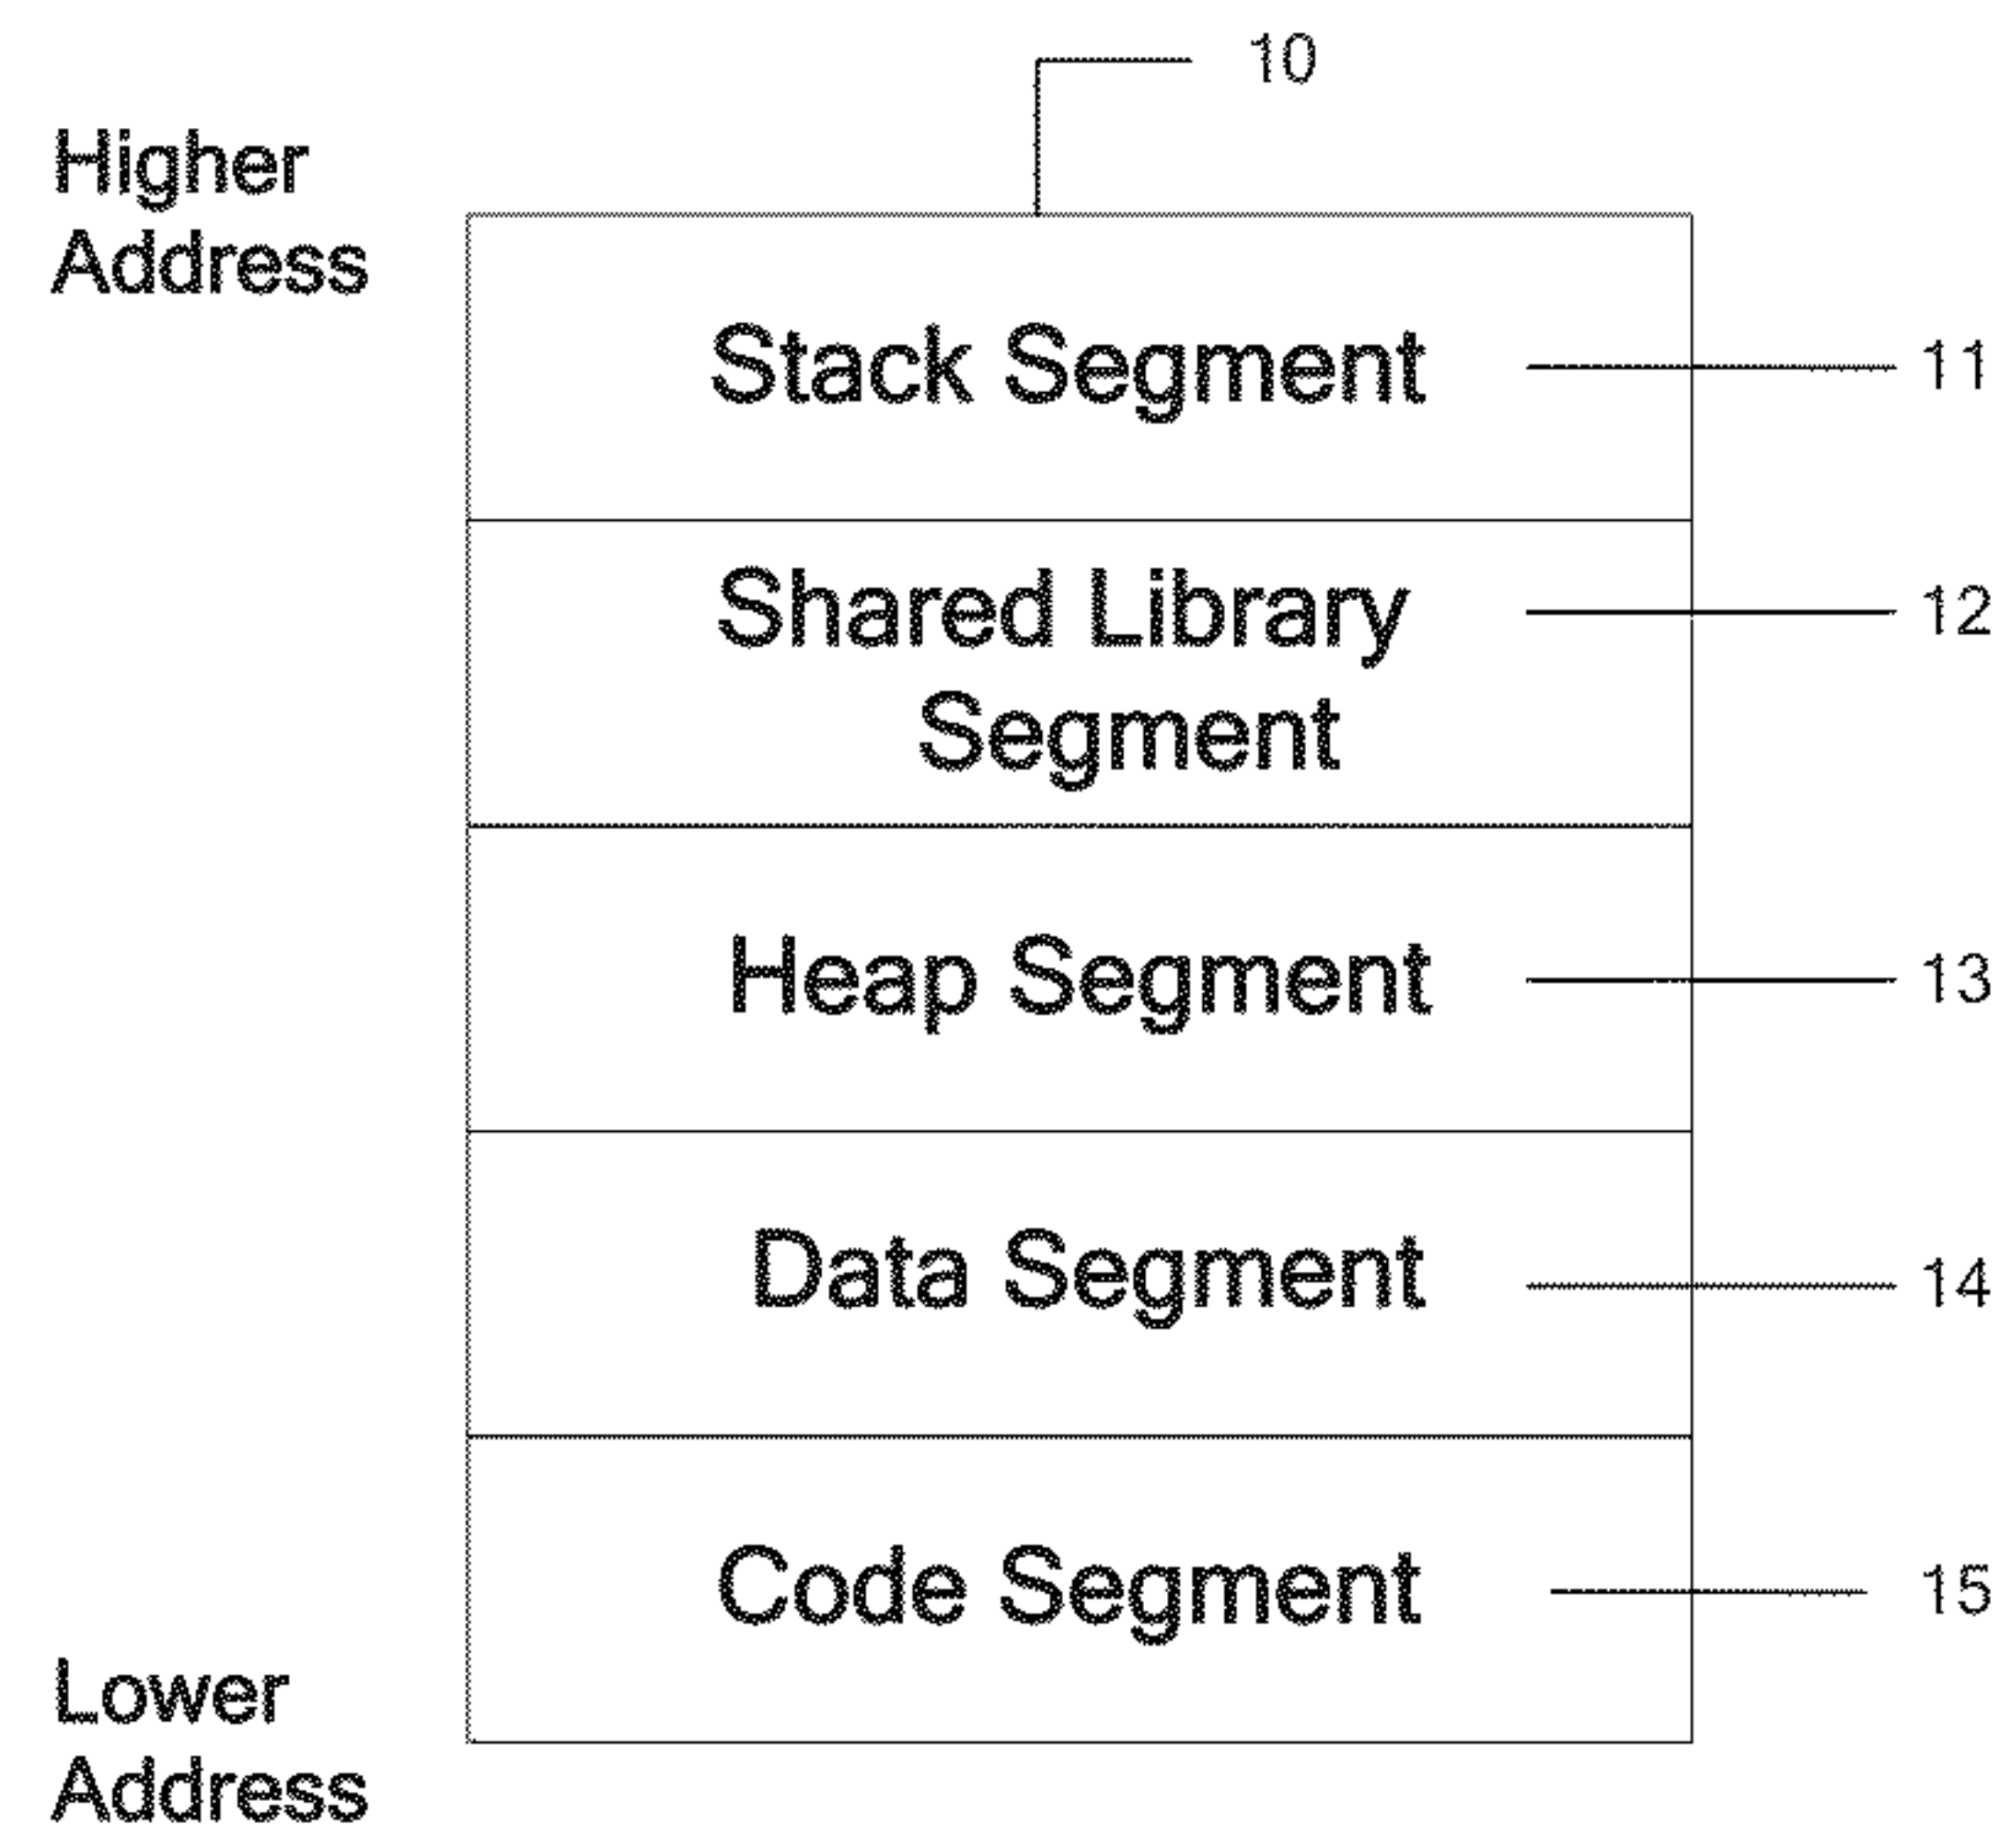 10
Higher
Address
Stack Segment
11
Shared Library
12
Segment
Heap Segment
13
Data Segment
14
Code Segment
15
Lower
Address